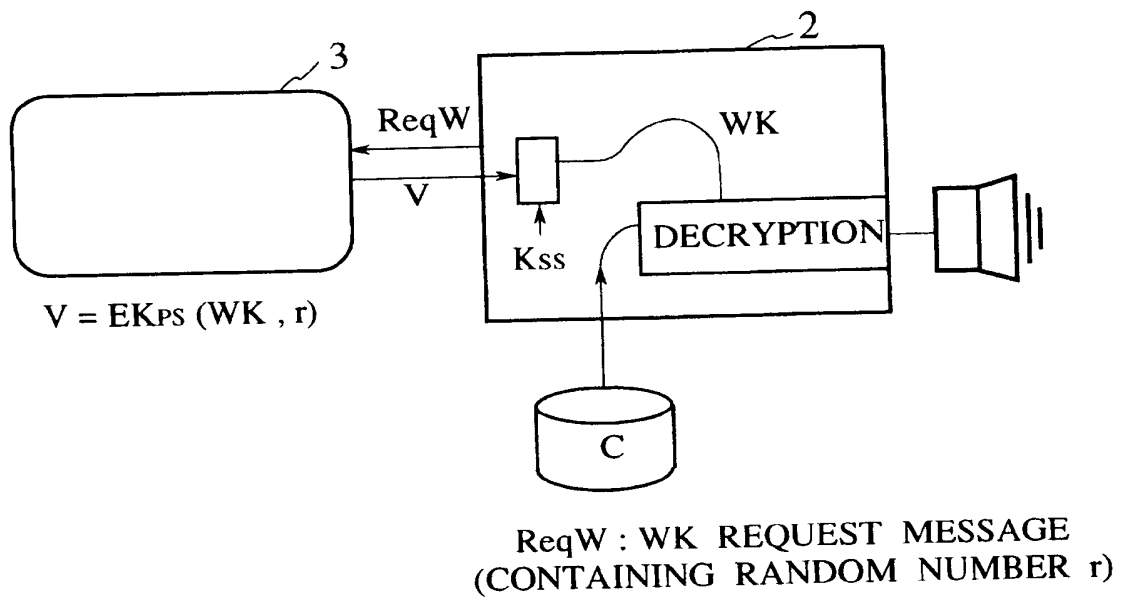 3
2
ReqW
WK
V
Kss
DECRYPTION
V = EKPS (WK , r)
C
ReqW : WK REQUEST MESSAGE
(CONTAINING RANDOM NUMBER r)